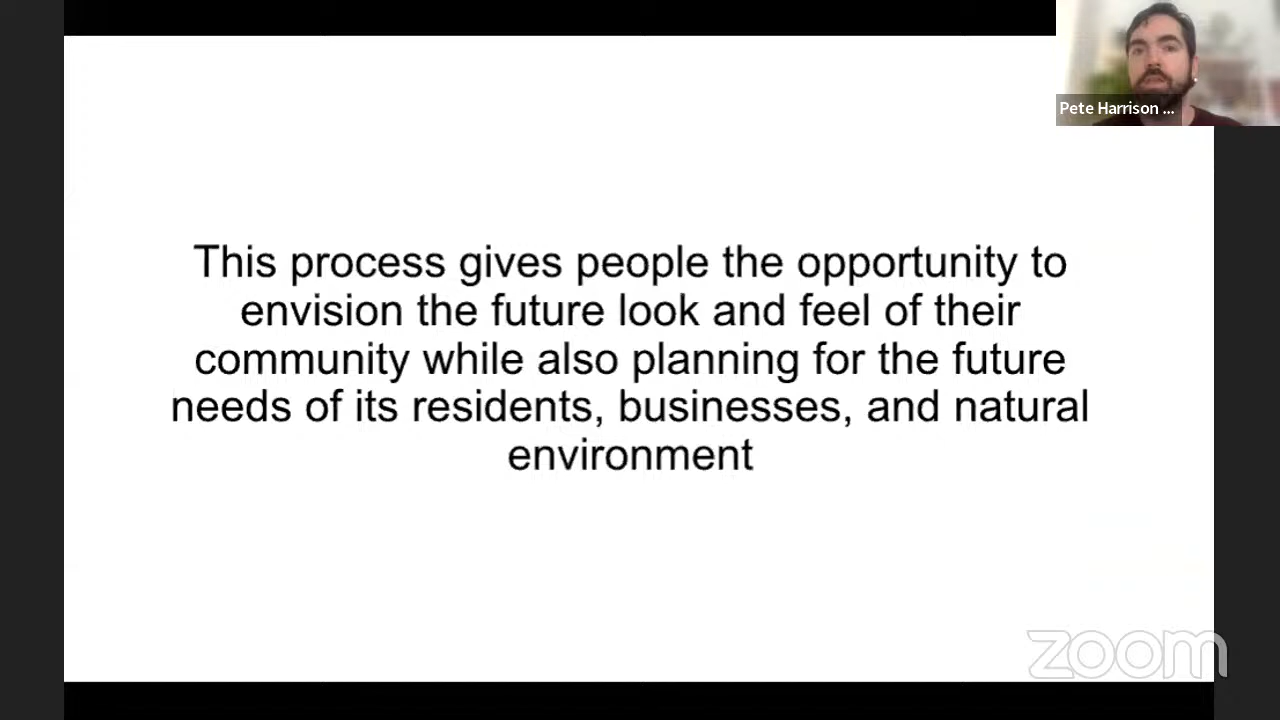 Pete Harrison ...
This process gives people the opportunity to
envision the future look and feel of their
community while also planning for the future
needs of its residents, businesses, and natural
environment
zoom